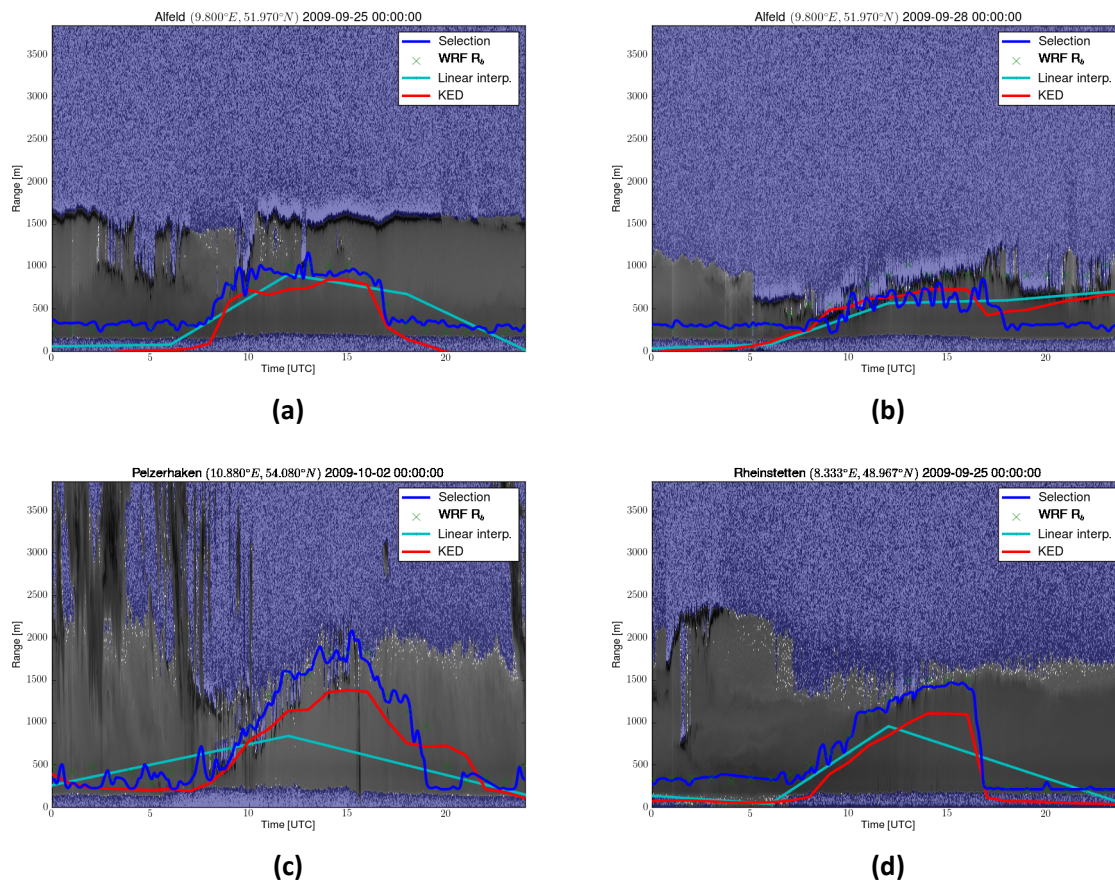 Alfeld (9.800°E, 51.970°N) 2009-09-25 00:00:00
3500
3000
2500
2000
1500
1000
500
0
Range [m]
Selection
WRF R_b
Linear interp.
KED
0 5 10 15 20
Time [UTC]
(a)
Alfeld (9.800°E, 51.970°N) 2009-09-28 00:00:00
3500
3000
2500
2000
1500
1000
500
0
Range [m]
Selection
WRF R_b
Linear interp.
KED
0 5 10 15 20
Time [UTC]
(b)
Pelzerhaken (10.880°E, 54.080°N) 2009-10-02 00:00:00
3500
3000
2500
2000
1500
1000
500
0
Range [m]
Selection
WRF R_b
Linear interp.
KED
0 5 10 15 20
Time [UTC]
(c)
Rheinstetten (8.333°E, 48.967°N) 2009-09-25 00:00:00
3500
3000
2500
2000
1500
1000
500
0
Range [m]
Selection
WRF R_b
Linear interp.
KED
0 5 10 15 20
Time [UTC]
(d)